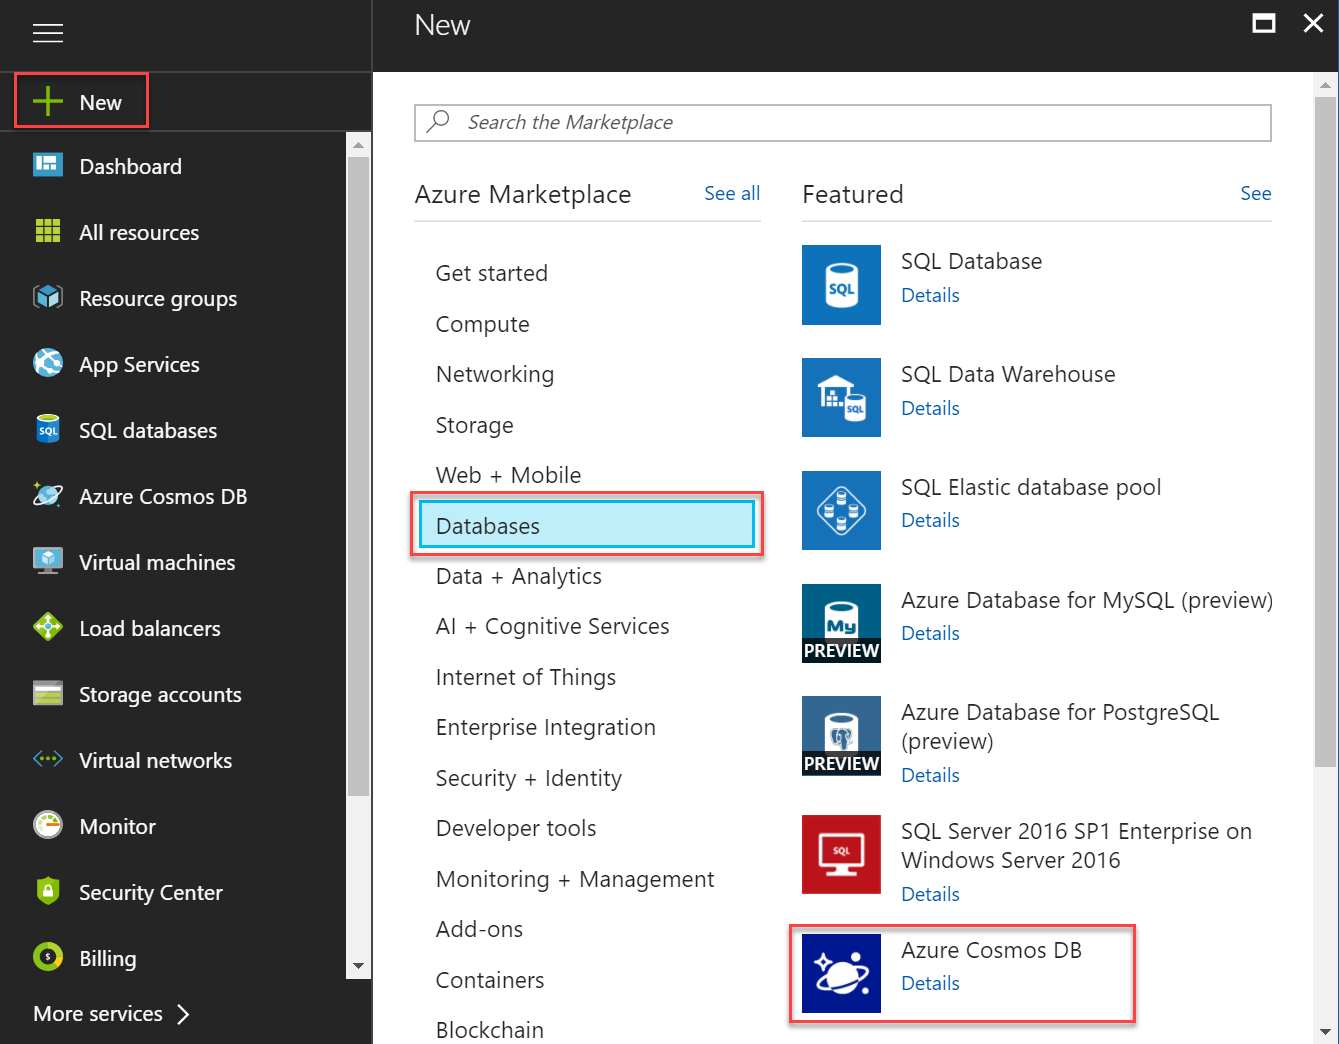 New
New
Dashboard
All resources
Resource groups
App Services
SQL
SQL databases
Azure Cosmos DB
Virtual machines
Load balancers
Storage accounts
Virtual networks
Monitor
Security Center
$
Billing
More services
Search the Marketplace
Azure Marketplace
See all
Get started
Compute
Networking
Storage
Web + Mobile
Databases
Data + Analytics
AI + Cognitive Services
Internet of Things
Enterprise Integration
Security + Identity
Developer tools
Monitoring + Management
Add-ons
Containers
Blockchain
Featured
See
SQL
SQL Database
Details
SQL
SQL Data Warehouse
Details
SQL Elastic database pool
Details
My
PREVIEW
Azure Database for MySQL (preview)
Details
PREVIEW
Azure Database for PostgreSQL
(preview)
Details
SQL
SQL Server 2016 SP1 Enterprise on
Windows Server 2016
Details
Azure Cosmos DB
Details